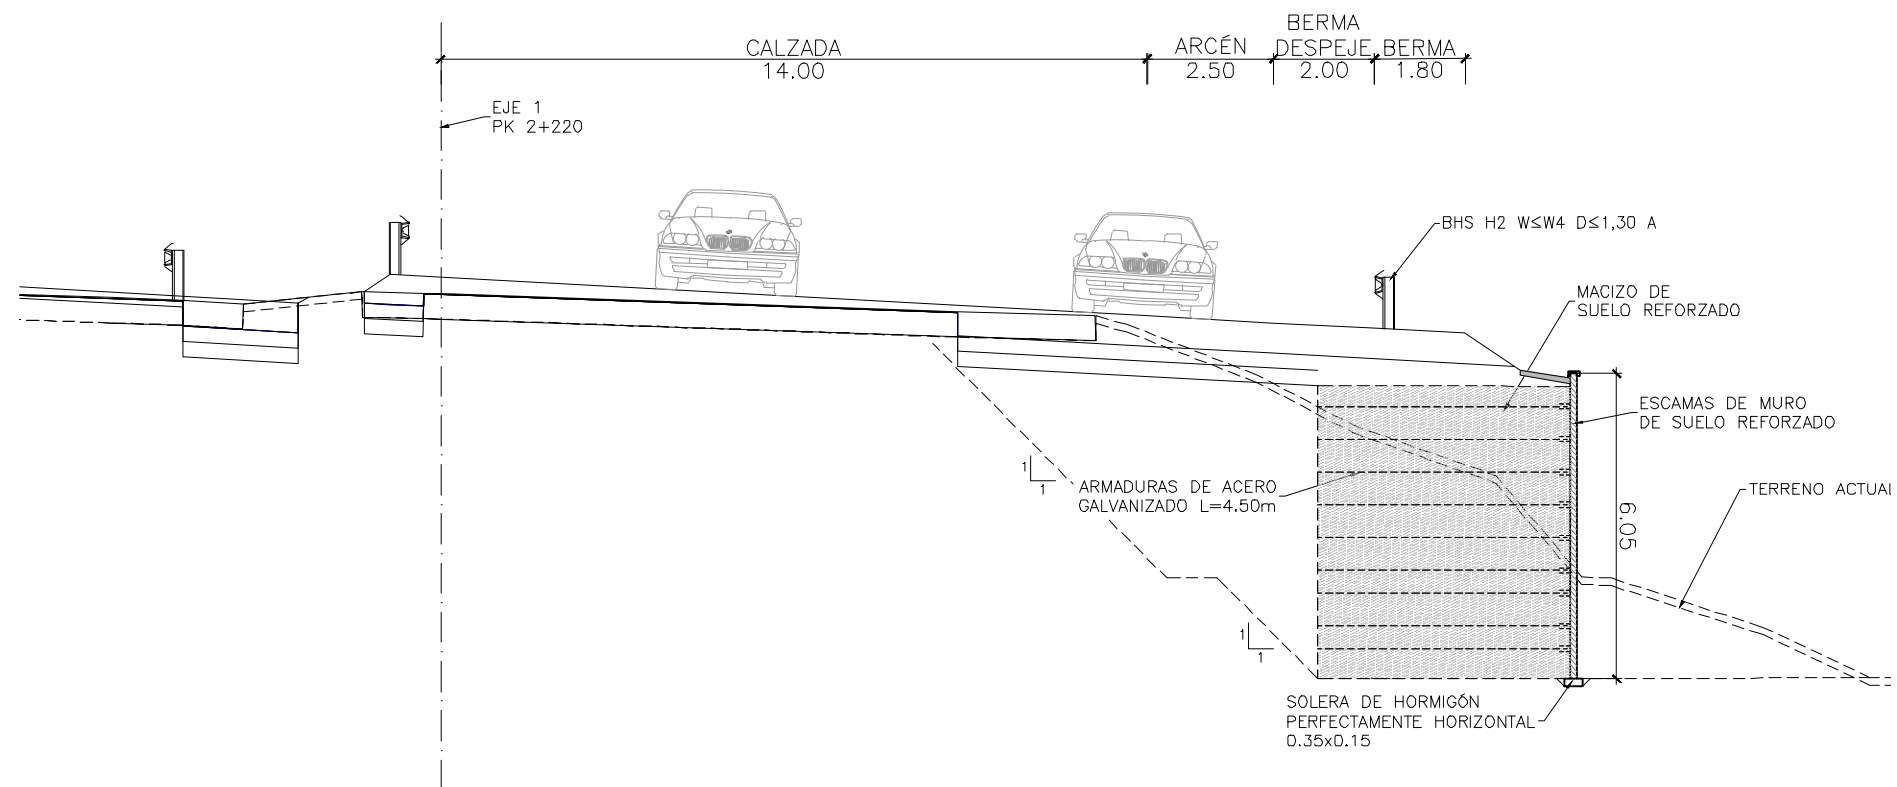 BERMA
CALZADA
ARCÉN
DESPEJE
BERMA
14.00
2.50
2.00
1.80
EJE 1
PK 2+220
BHS H2 W≤W4 D≤1,30 A
MACIZO DE
SUELO REFORZADO
ESCAMAS DE MURO
DE SUELO REFORZADO
1
1
ARMADURAS DE ACERO
GALVANIZADO L=4.50m
TERRENO ACTUAL
6.05
1
1
SOLERA DE HORMIGÓN
PERFECTAMENTE HORIZONTAL
0.35x0.15